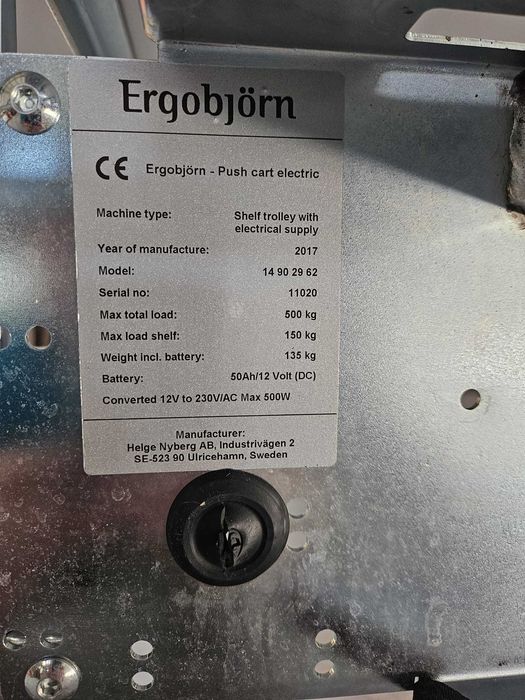 Ergobjörn
CE Ergobjörn - Push cart electric
Machine type: Shelf trolley with
electrical supply
Year of manufacture: 2017
Model: 14 90 29 62
Serial no: 11020
Max total load: 500 kg
Max load shelf: 150 kg
Weight incl. battery: 135 kg
Battery: 50Ah/12 Volt (DC)
Converted 12V to 230V/AC Max 500W
Manufacturer:
Helge Nyberg AB, Industrivägen 2
SE-523 90 Ulricehamn, Sweden